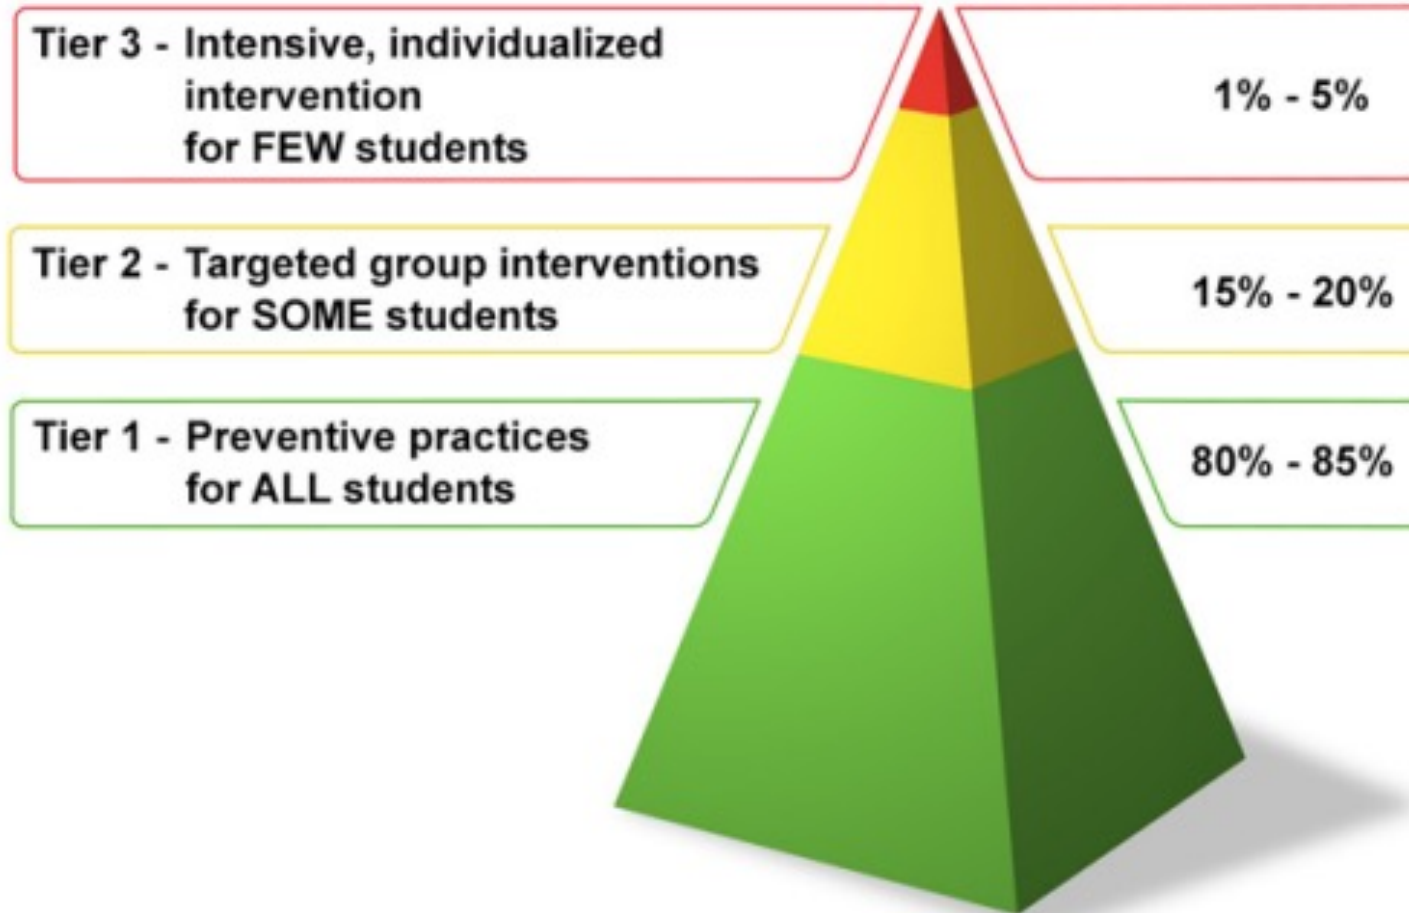 Tier 3 - Intensive, individualized
intervention
for FEW students
1% - 5%
Tier 2 - Targeted group interventions
for SOME students
15% - 20%
Tier 1 - Preventive practices
for ALL students
80% - 85%